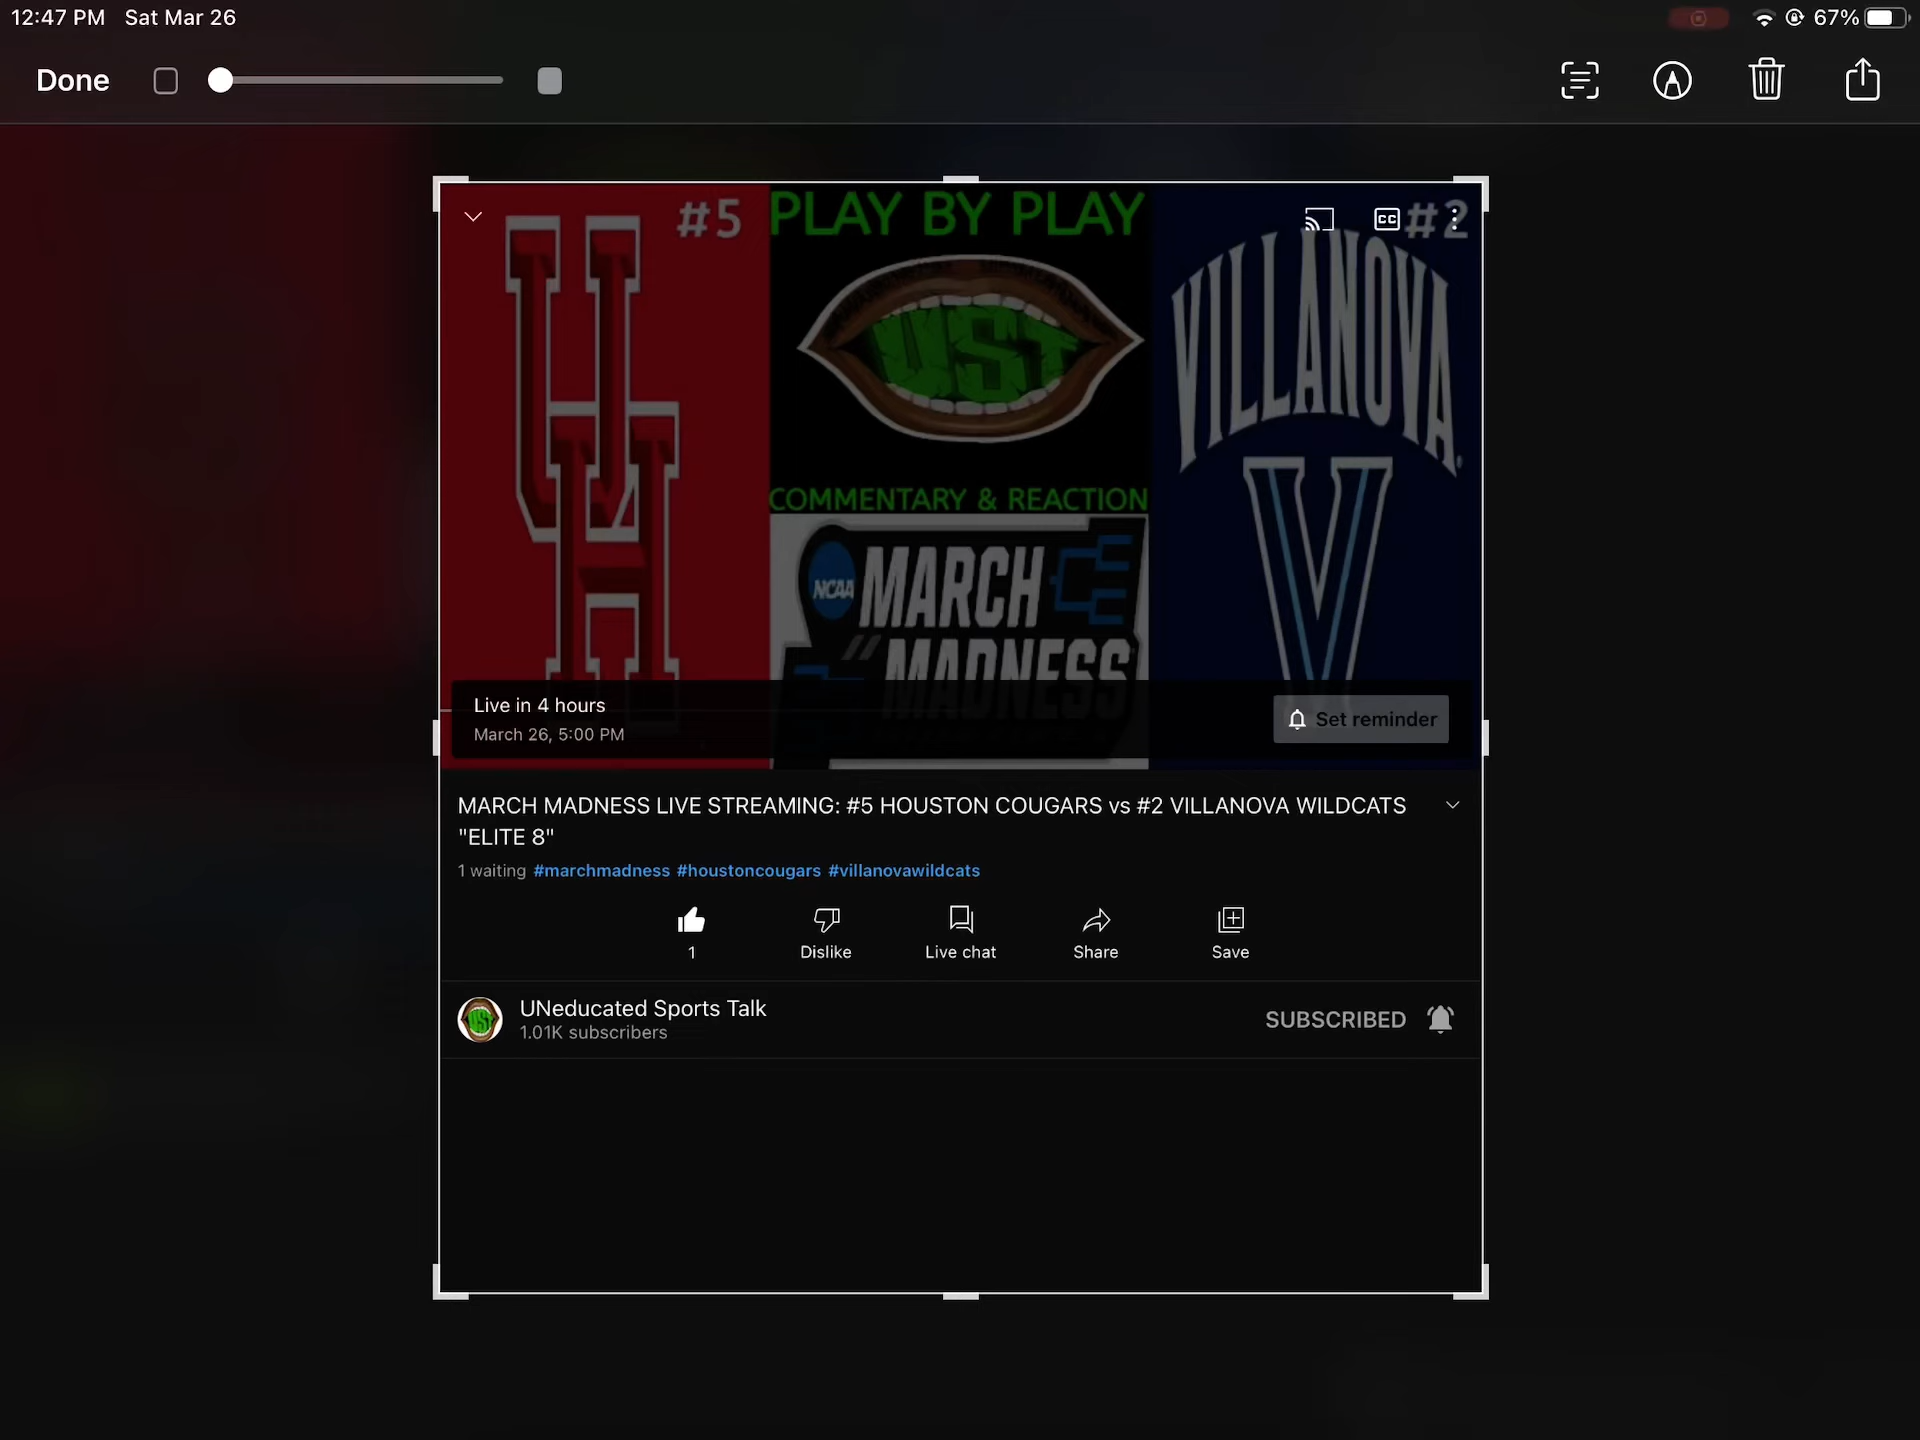 12:47 PM Sat Mar 26
67%
Done
#5
PLAY BY PLAY
CC
#2
UST
VILLANOVA
COMMENTARY & REACTION
NCAA
MARCH
MADNESS
V
UH
Live in 4 hours
March 26, 5:00 PM
Set reminder
MARCH MADNESS LIVE STREAMING: #5 HOUSTON COUGARS vs #2 VILLANOVA WILDCATS
"ELITE 8"
1 waiting #marchmadness #houstoncougars #villanovawildcats
1
Dislike
Live chat
Share
Save
UST
UNeducated Sports Talk
1.01K subscribers
SUBSCRIBED